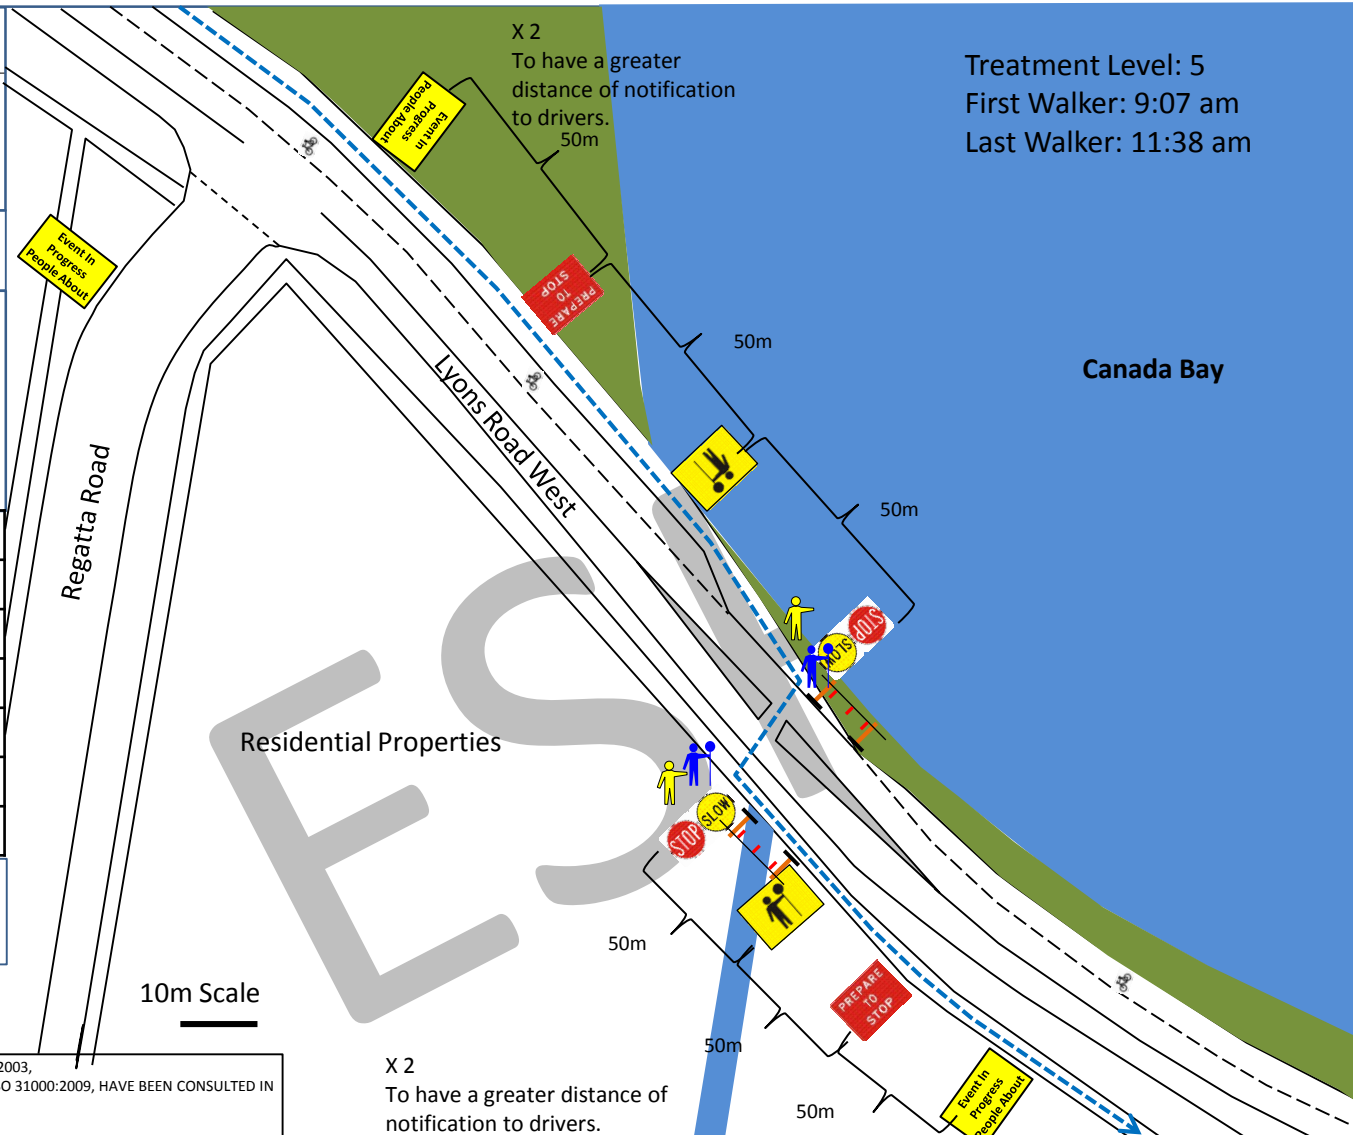 X 2
To have a greater
distance of notification
to drivers.
50m
Treatment Level: 5
First Walker: 9:07 am
Last Walker: 11:38 am
Event In
Progress
People About
Event In
Progress
People About
PREPARE
TO
STOP
50m
Canada Bay
Lyons Road West
Regatta Road
50m
STOP
SLOW
Residential Properties
SLOW
STOP
ES
50m
PREPARE
TO
STOP
10m Scale
50m
2003,
SO 31000:2009, HAVE BEEN CONSULTED IN
X 2
To have a greater distance of
notification to drivers.
50m
Event In
Progress
People About